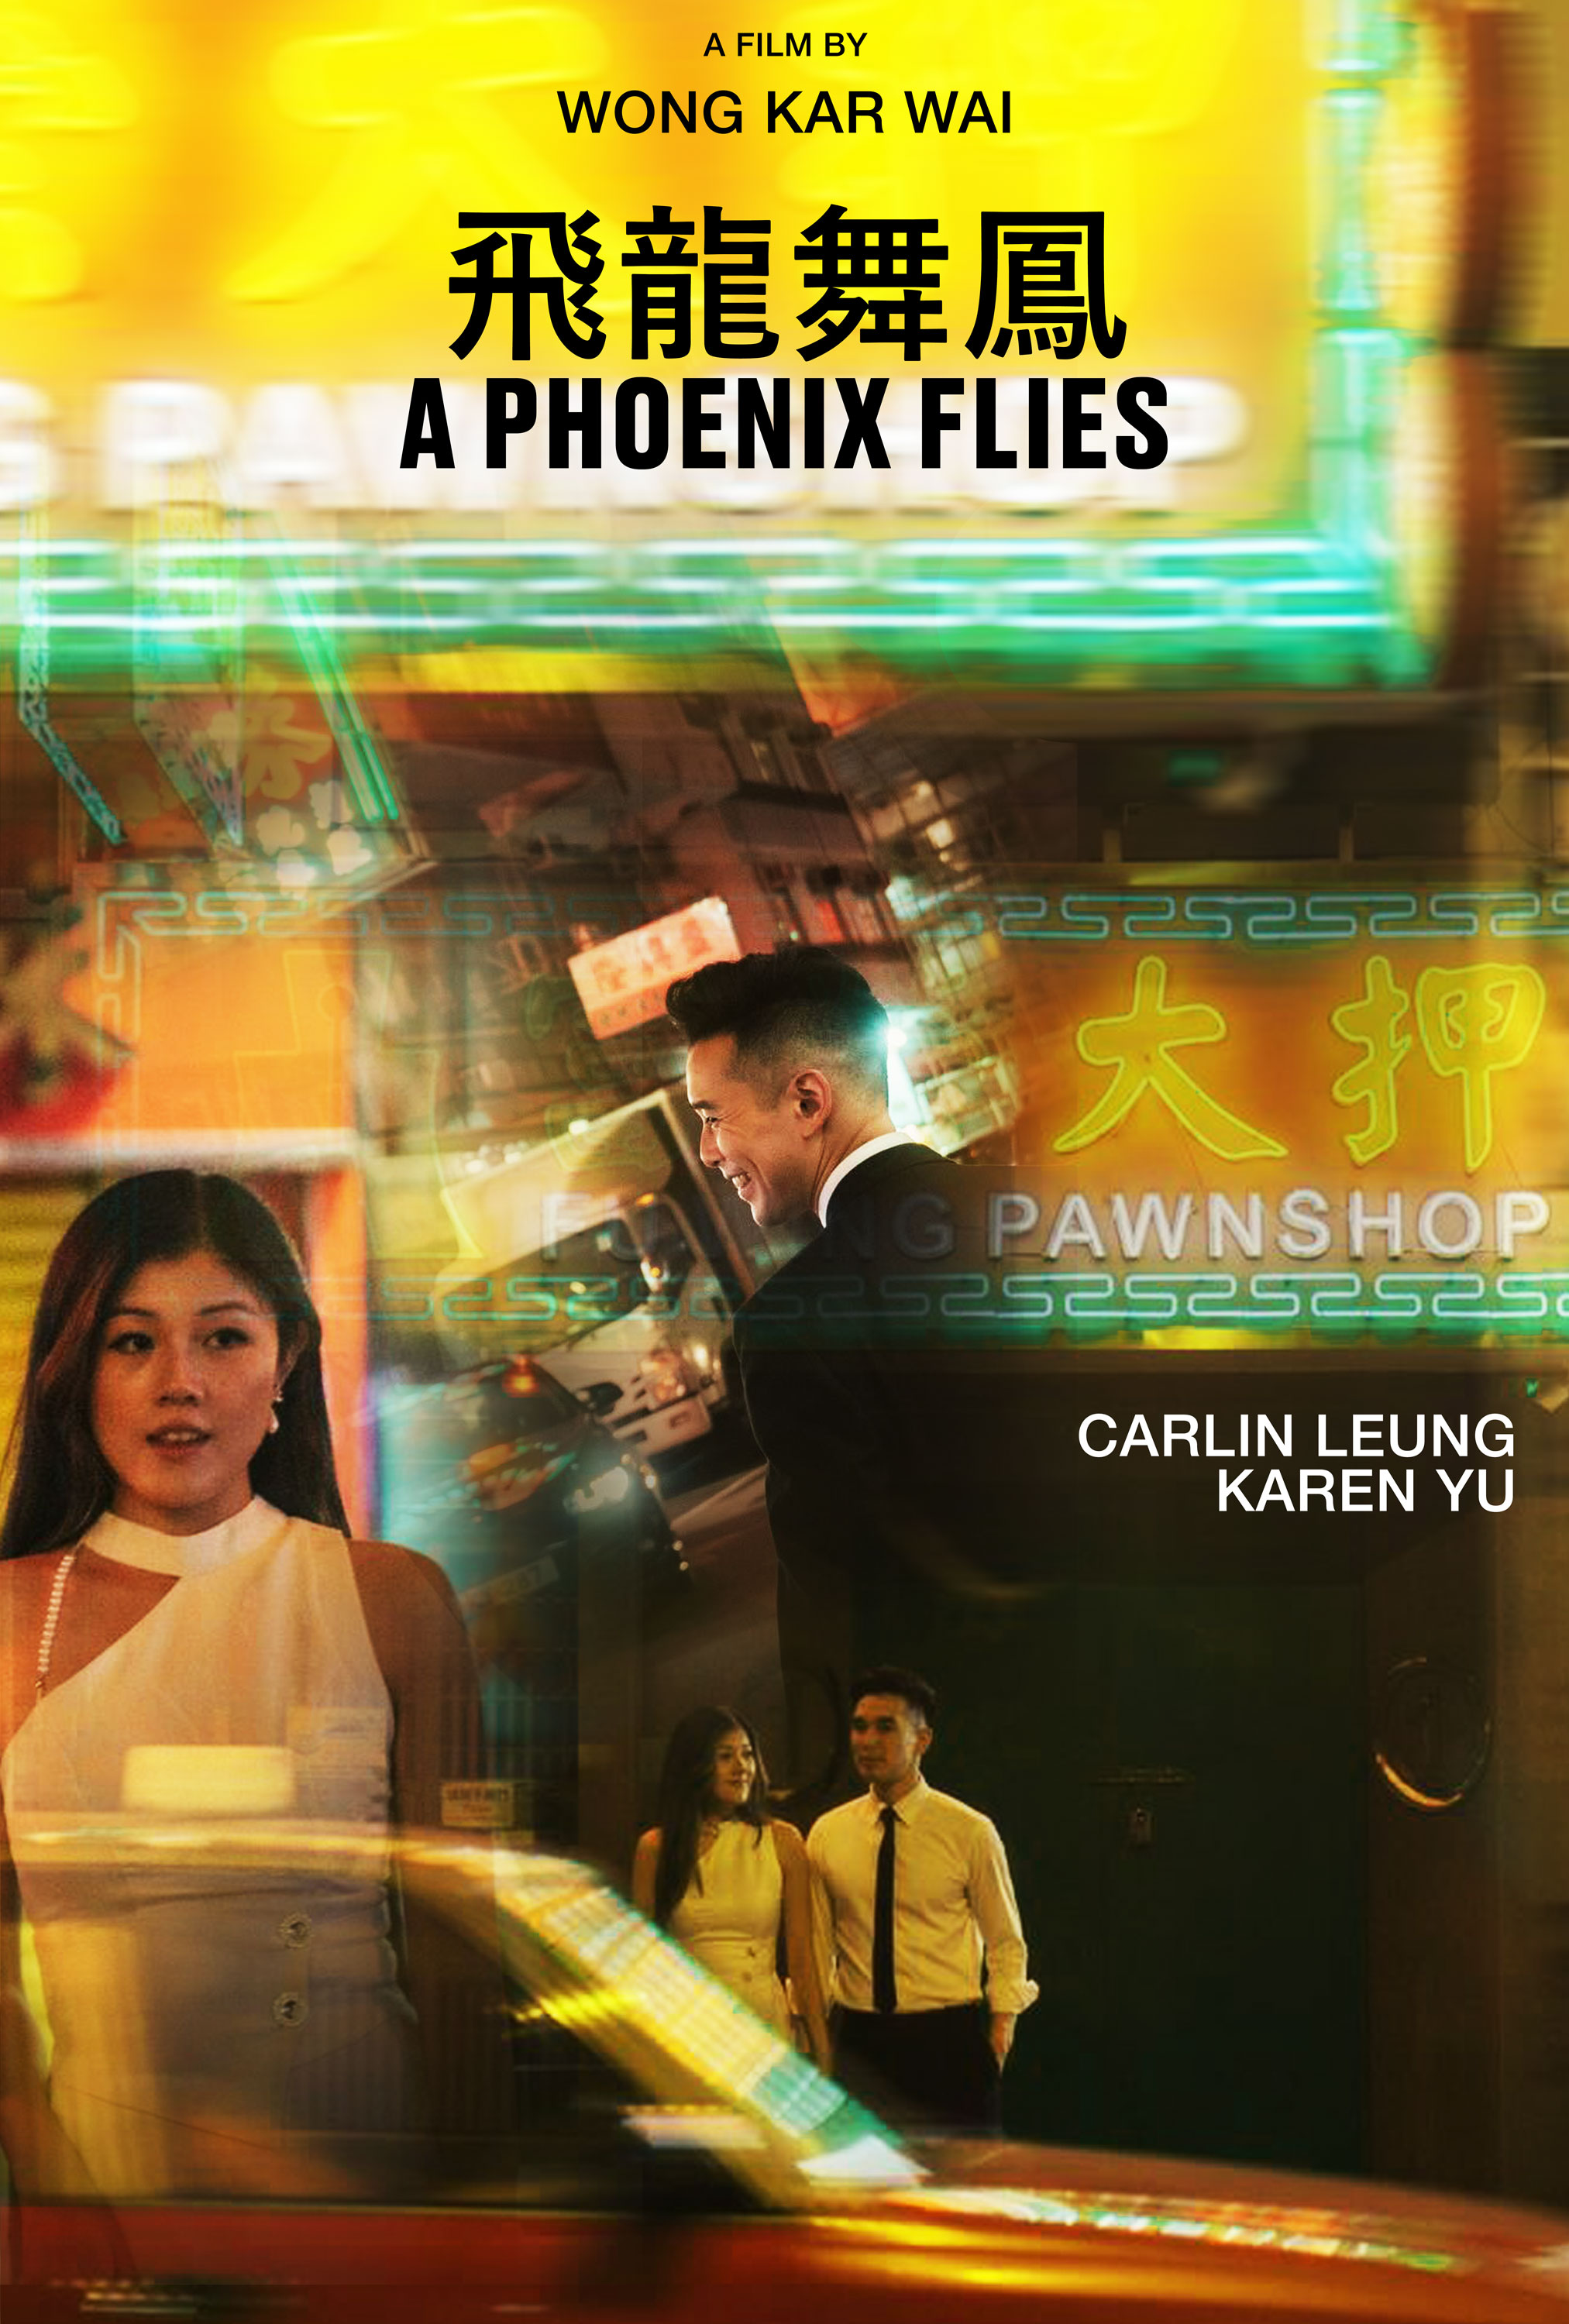 A FILM BY
WONG KAR WAI
飛龍舞鳳
A PHOENIX FLIES
大押
PAWNSHOP
CARLIN LEUNG
KAREN YU